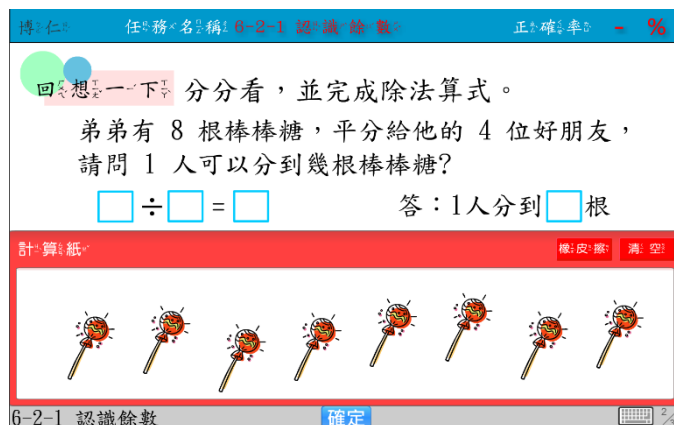 博仁 任務名稱 6-2-1 認識餘數 正確率 - %
回想一下 分分看，並完成除法算式。
弟弟有 8 根棒棒糖，平分給他的 4 位好朋友，
請問 1 人可以分到幾根棒棒糖?
□÷□=□ 答：1人分到□根
計算紙 橡皮擦 清空
6-2-1 認識餘數 確定 2/